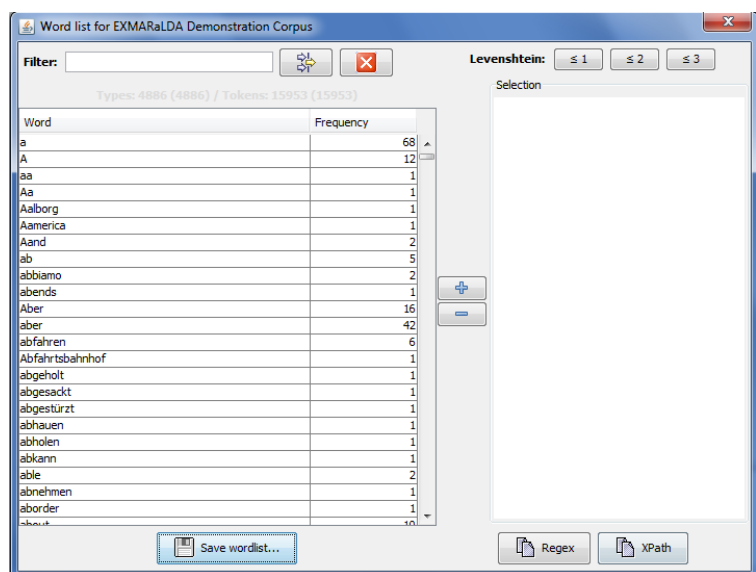 Word list for EXMARaLDA Demonstration Corpus
Filter:
Levenshtein: ≤ 1 ≤ 2 ≤ 3
Types: 4886 (4886) / Tokens: 15953 (15953)
Selection
Word Frequency
a 68
A 12
aa 1
Aa 1
Aalborg 1
Aamerica 1
Aand 2
ab 5
abbiamo 2
abends 1
Aber 16
aber 42
abfahren 6
Abfahrtsbahnhof 1
abgeholt 1
abgesackt 1
abgestürzt 1
abhauen 1
abholen 1
abkann 1
able 2
abnehmen 1
aborder 1
about 10
Save wordlist... Regex XPath